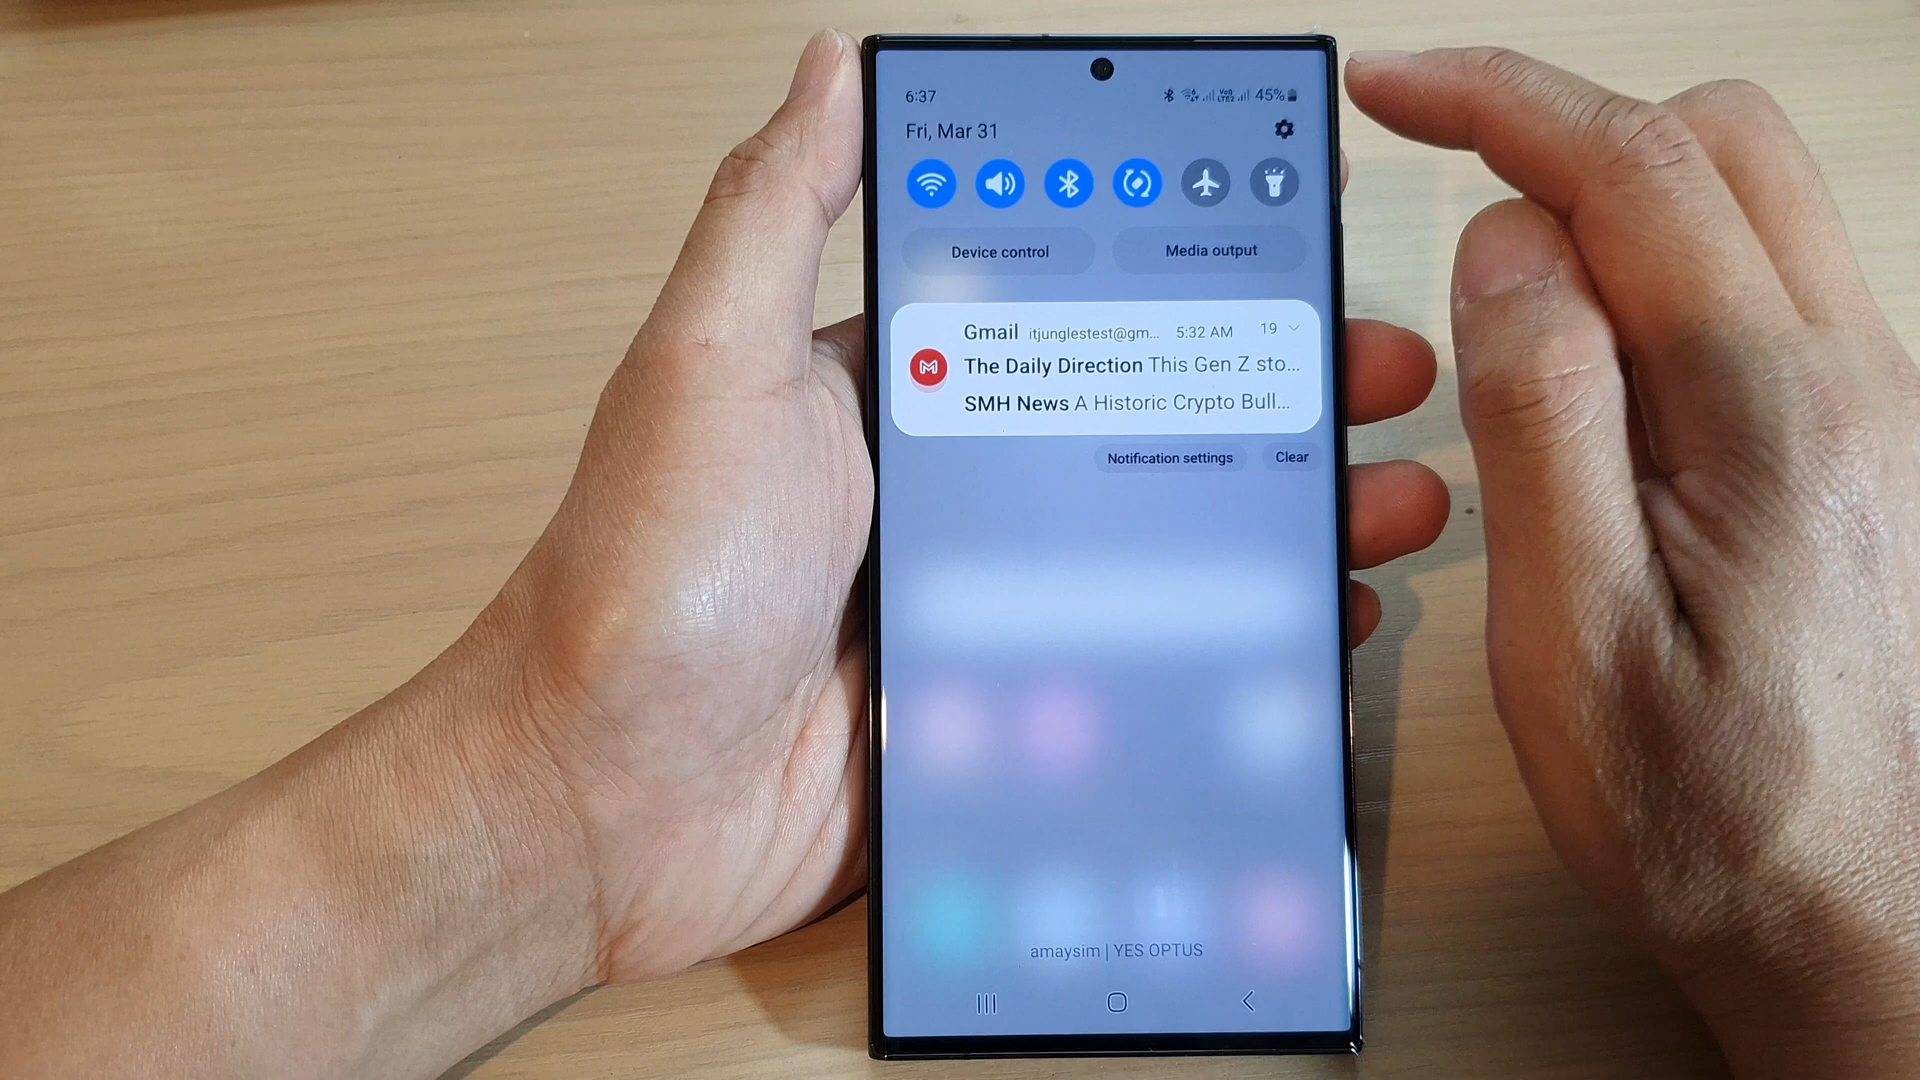 6:37
45%
Fri, Mar 31
Device control
Media output
Gmail itjunglestest@gm... 5:32 AM 19
The Daily Direction This Gen Z sto...
SMH News A Historic Crypto Bull...
Notification settings
Clear
amaysim | YES OPTUS